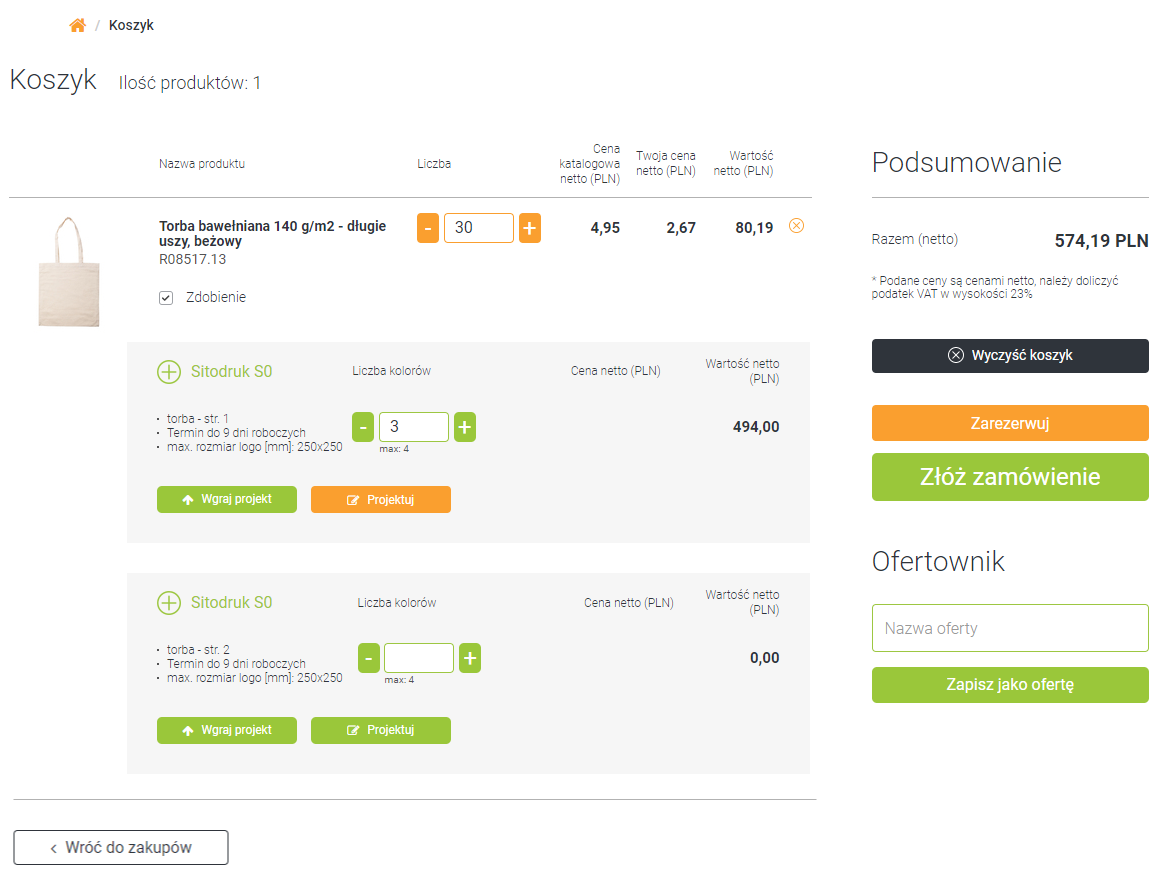 / Koszyk
Koszyk Ilość produktów: 1
Nazwa produktu
Liczba
Cena
katalogowa
netto (PLN)
Twoja cena
netto (PLN)
Wartość
netto (PLN)
Torba bawełniana 140 g/m2 - długie
uszy, beżowy
R08517.13
- 30 +
4,95
2,67
80,19
Zdobienie
Sitodruk S0
Liczba kolorów
Cena netto (PLN)
Wartość netto
(PLN)
torba - str. 1
Termin do 9 dni roboczych
max. rozmiar logo [mm]: 250x250
- 3 +
max: 4
494,00
Wgraj projekt
Projektuj
Sitodruk S0
Liczba kolorów
Cena netto (PLN)
Wartość netto
(PLN)
torba - str. 2
Termin do 9 dni roboczych
max. rozmiar logo [mm]: 250x250
- +
max: 4
0,00
Wgraj projekt
Projektuj
< Wróć do zakupów
Podsumowanie
Razem (netto) 574,19 PLN
* Podane ceny są cenami netto, należy doliczyć
podatek VAT w wysokości 23%
Wyczyść koszyk
Zarezerwuj
Złóż zamówienie
Ofertownik
Nazwa oferty
Zapisz jako ofertę